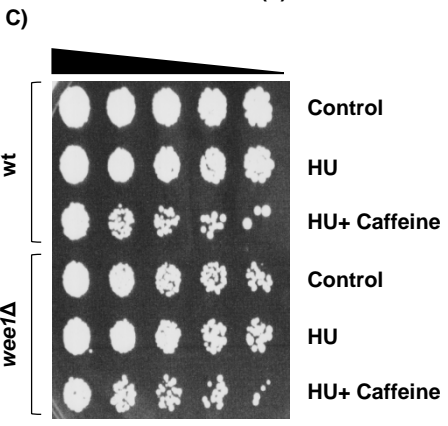 C)
wt
Control
HU
HU+ Caffeine
wee1Δ
Control
HU
HU+ Caffeine